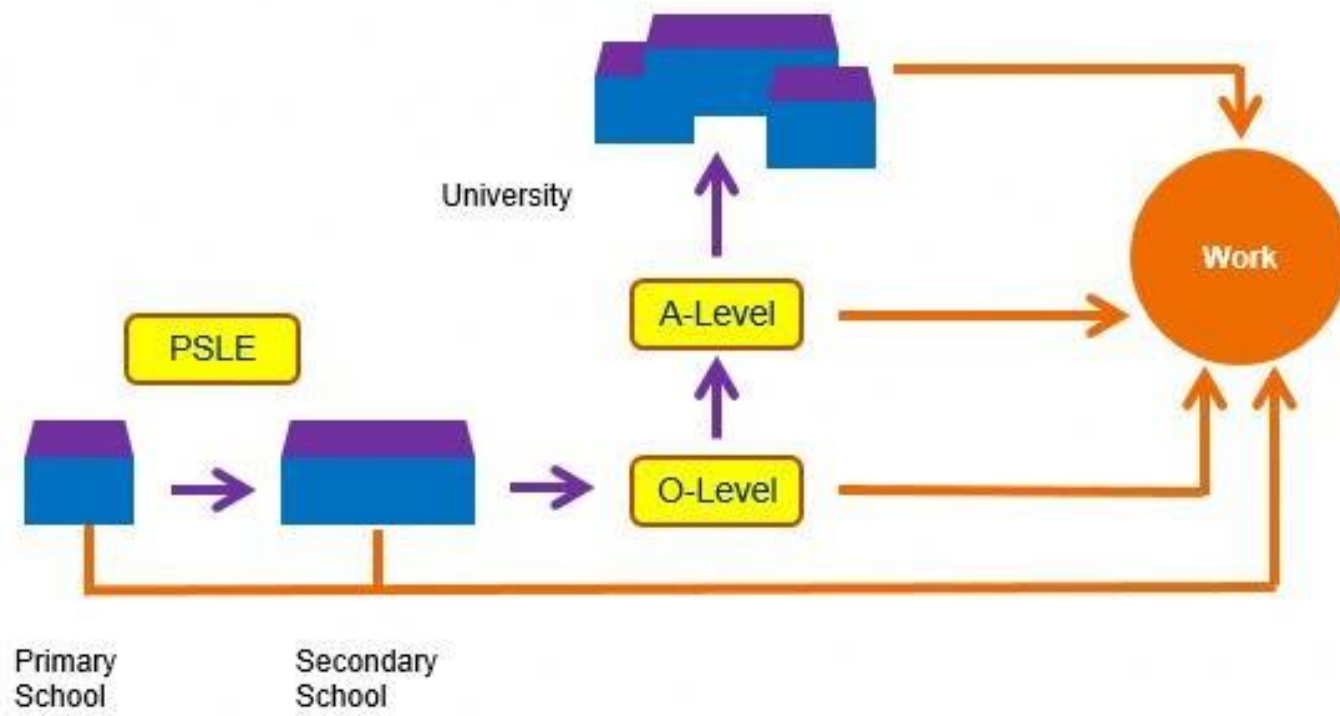 University
Work
A-Level
PSLE
O-Level
Primary
School
Secondary
School